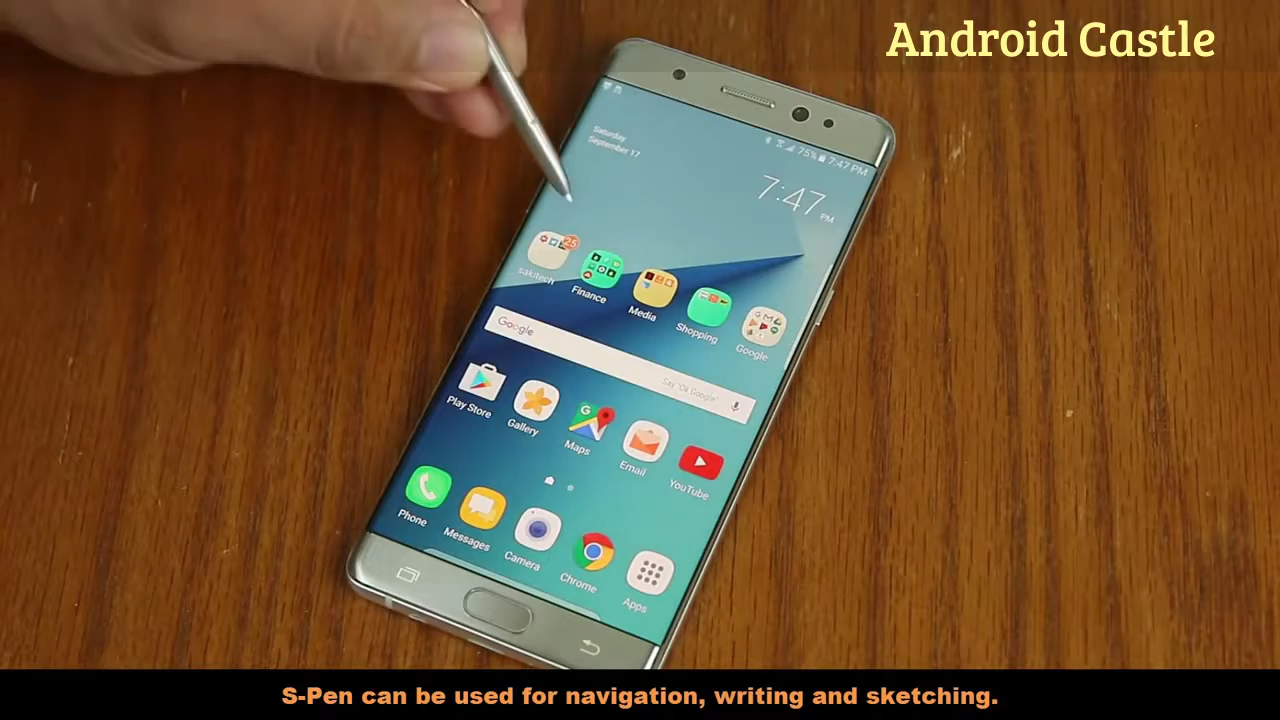 Android Castle
75% 7:47 PM
Saturday
September 17
7:47 PM
25
sakitech
Finance
Media
Shopping
Google
Google
Say "Ok Google"
Play Store
Gallery
Maps
Email
YouTube
Phone
Messages
Camera
Chrome
Apps
S-Pen can be used for navigation, writing and sketching.